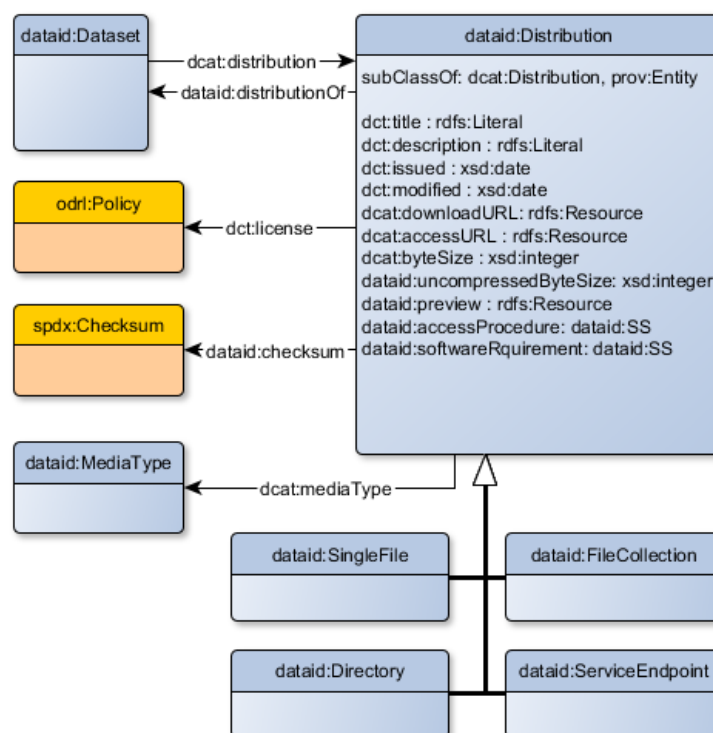 dataid:Dataset
dataid:Distribution
dcat:distribution
dataid:distributionOf
subClassOf: dcat:Distribution, prov:Entity
dct:title : rdfs:Literal
dct:description : rdfs:Literal
dct:issued : xsd:date
dct:modified : xsd:date
dcat:downloadURL: rdfs:Resource
dcat:accessURL : rdfs:Resource
dcat:byteSize : xsd:integer
dataid:uncompressedByteSize: xsd:integer
dataid:preview : rdfs:Resource
dataid:accessProcedure: dataid:SS
dataid:softwareRquirement: dataid:SS
odrl:Policy
dct:license
spdx:Checksum
dataid:checksum
dataid:MediaType
dcat:mediaType
dataid:SingleFile
dataid:FileCollection
dataid:Directory
dataid:ServiceEndpoint